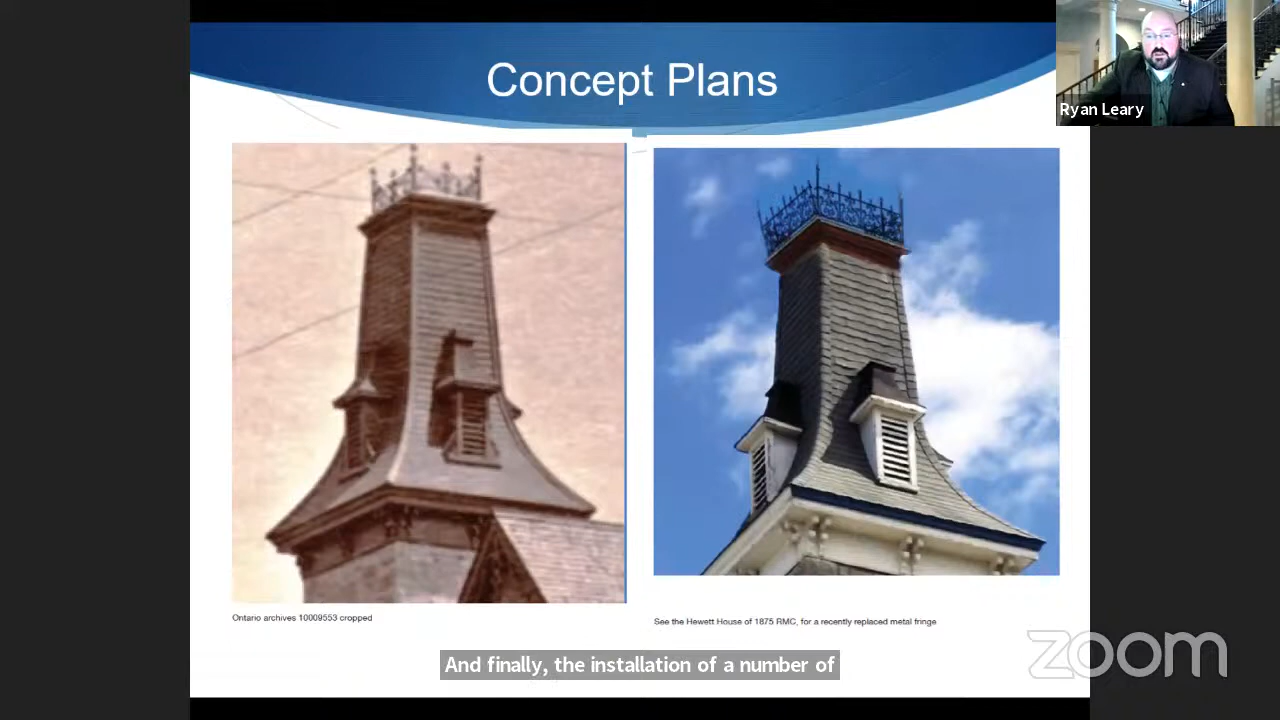 Concept Plans
Ryan Leary
Ontario archives 10009553 cropped
See the Hewett House of 1875 RMC, for a recently replaced metal fringe
And finally, the installation of a number of
zoom